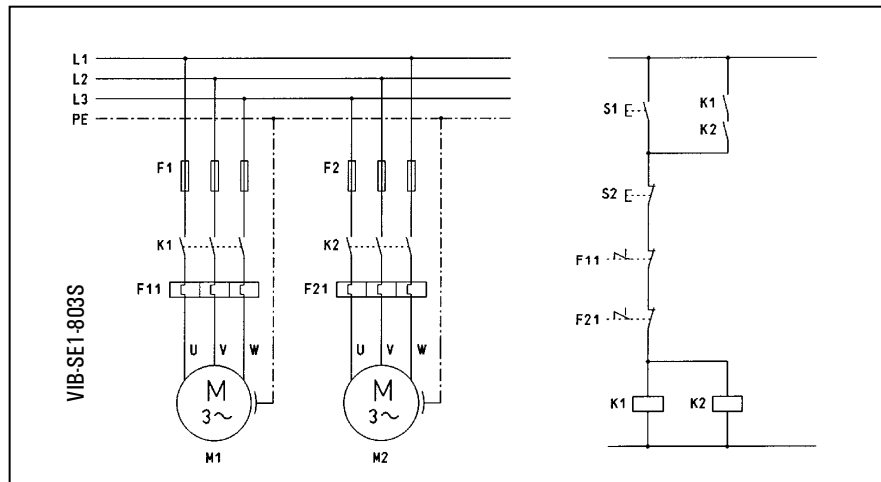 L1
L2
L3
PE
F1
F2
K1
K2
F11
F21
U V W
U V W
M
3~
M
3~
M1
M2
VIB-SE1-803S
S1
K1
K2
S2
F11
F21
K1
K2